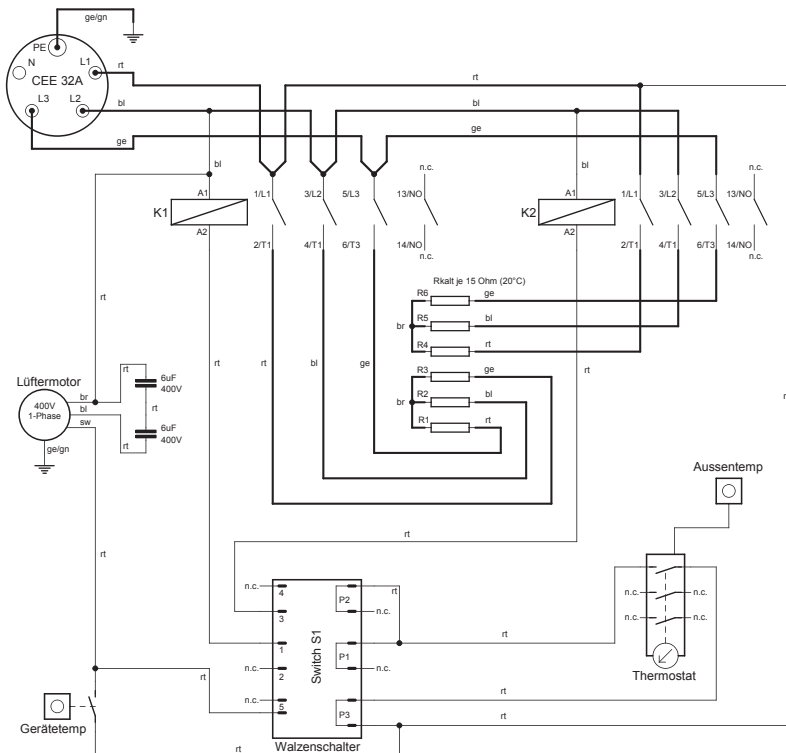 ge/gn
PE
N
L1
rt
CEE 32A
L3
L2
bl
ge
rt
bl
ge
bl
n.c.
bl
n.c.
A1
1/L1
3/L2
5/L3
13/NO
A1
1/L1
3/L2
5/L3
13/NO
K1
K2
A2
2/T1
4/T1
6/T3
14/NO
A2
2/T1
4/T1
6/T3
14/NO
n.c.
n.c.
Rkalt je 15 Ohm (20°C)
rt
R6
ge
br
R5
bl
R4
rt
rt
rt
bl
ge
R3
ge
br
R2
bl
R1
rt
rt
Lüftermotor
rt
6uF
400V
br
400V
1-Phase
bl
rt
sw
6uF
400V
rt
ge/gn
Aussentemp
rt
rt
n.c.
4
P2
rt
n.c.
3
n.c.
n.c.
n.c.
n.c.
n.c.
1
Switch S1
P1
rt
rt
n.c.
2
n.c.
Thermostat
n.c.
5
P3
rt
rt
Gerätetemp
rt
Walzenschalter